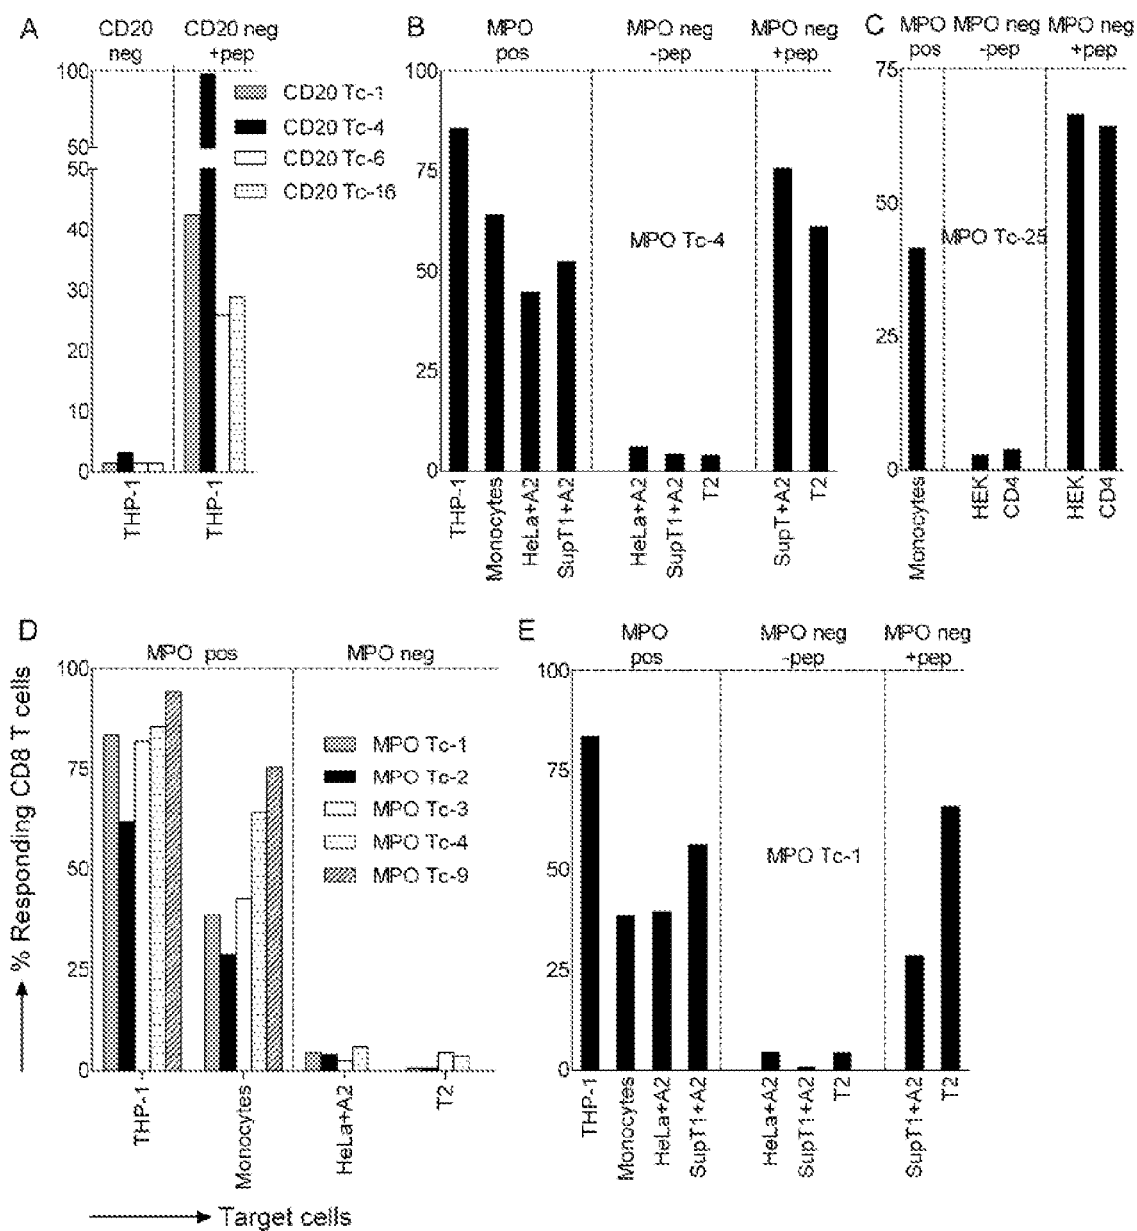 A
CD20 neg
CD20 neg +pep
100
50
50
40
30
20
10
0
CD20 Tc-1
CD20 Tc-4
CD20 Tc-6
CD20 Tc-16
THP-1
THP-1
B
MPO pos
MPO neg -pep
MPO neg +pep
100
75
50
25
0
MPO Tc-4
THP-1
Monocytes
HeLa+A2
SupT1+A2
HeLa+A2
SupT1+A2
T2
SupT+A2
T2
C
MPO pos
MPO neg -pep
MPO neg +pep
75
50
25
0
MPO Tc-25
Monocytes
HEK
CD4
HEK
CD4
D
MPO pos
MPO neg
100
75
50
25
0
MPO Tc-1
MPO Tc-2
MPO Tc-3
MPO Tc-4
MPO Tc-9
THP-1
Monocytes
HeLa+A2
T2
% Responding CD8 T cells
Target cells
E
MPO pos
MPO neg -pep
MPO neg +pep
100
75
50
25
0
MPO Tc-1
THP-1
Monocytes
HeLa+A2
SupT1+A2
HeLa+A2
SupT1+A2
T2
SupT1+A2
T2